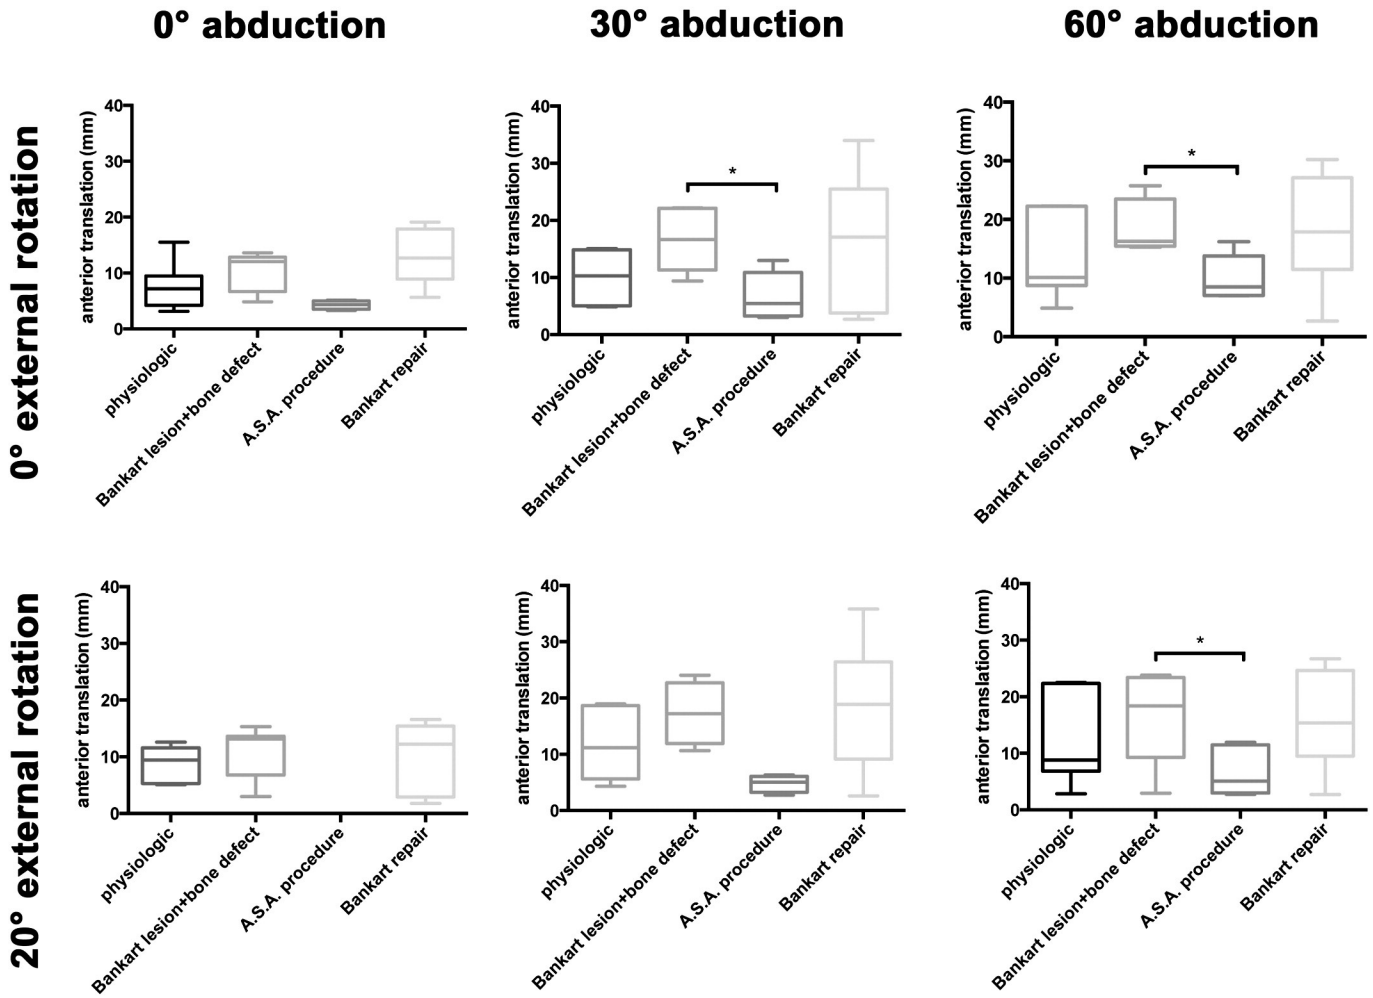 0° abduction
30° abduction
60° abduction
0° external rotation
anterior translation (mm)
40
30
20
10
0
physiologic
Bankart lesion+bone defect
A.S.A. procedure
Bankart repair
anterior translation (mm)
40
30
20
10
0
*
physiologic
Bankart lesion+bone defect
A.S.A. procedure
Bankart repair
anterior translation (mm)
40
30
20
10
0
*
physiologic
Bankart lesion+bone defect
A.S.A. procedure
Bankart repair
20° external rotation
anterior translation (mm)
40
30
20
10
0
physiologic
Bankart lesion+bone defect
A.S.A. procedure
Bankart repair
anterior translation (mm)
40
30
20
10
0
physiologic
Bankart lesion+bone defect
A.S.A. procedure
Bankart repair
anterior translation (mm)
40
30
20
10
0
*
physiologic
Bankart lesion+bone defect
A.S.A. procedure
Bankart repair